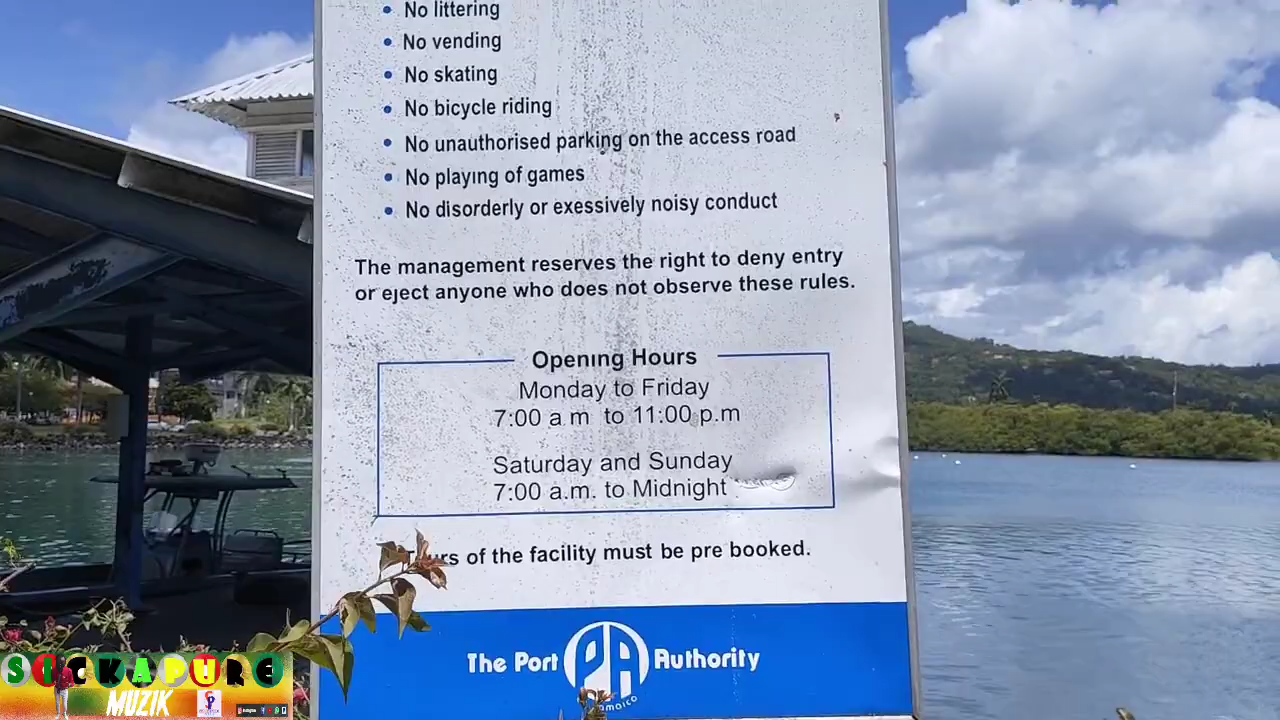 No littering
No vending
No skating
No bicycle riding
No unauthorised parking on the access road
No playing of games
No disorderly or exessively noisy conduct
The management reserves the right to deny entry
or eject anyone who does not observe these rules.
Opening Hours
Monday to Friday
7:00 a.m to 11:00 p.m
Saturday and Sunday
7:00 a.m. to Midnight
of the facility must be pre booked.
The Port PA Authority
SICKAPURE
MUZIK